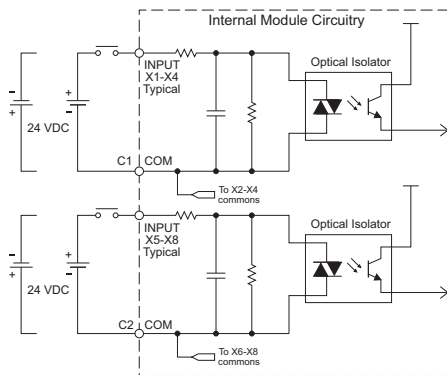 Internal Module Circuitry
INPUT
X1-X4
Typical
Optical Isolator
-
+
+
-
24 VDC
C1
COM
To X2-X4
commons
INPUT
X5-X8
Typical
Optical Isolator
-
+
+
-
24 VDC
C2
COM
To X6-X8
commons